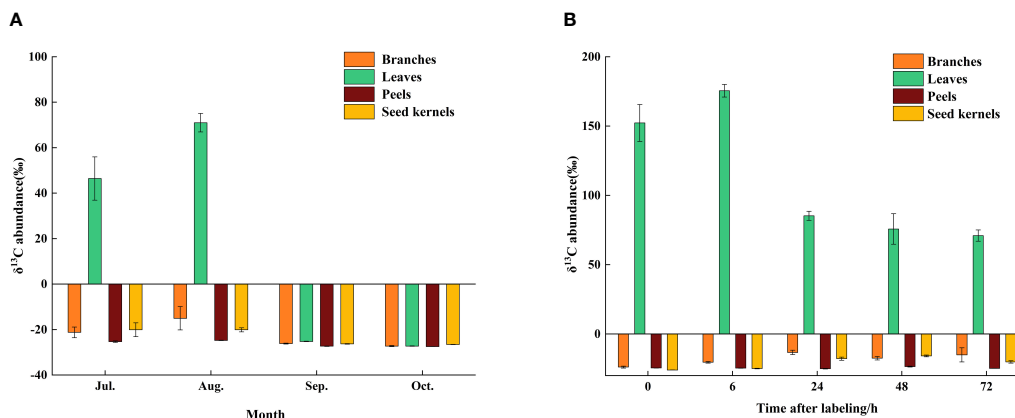 A
δ¹³C abundance(‰)
100
80
60
40
20
0
-20
-40
Branches
Leaves
Peels
Seed kernels
Jul.
Aug.
Sep.
Oct.
Month
B
δ¹³C abundance(‰)
200
150
100
50
0
Branches
Leaves
Peels
Seed kernels
0
6
24
48
72
Time after labeling/h